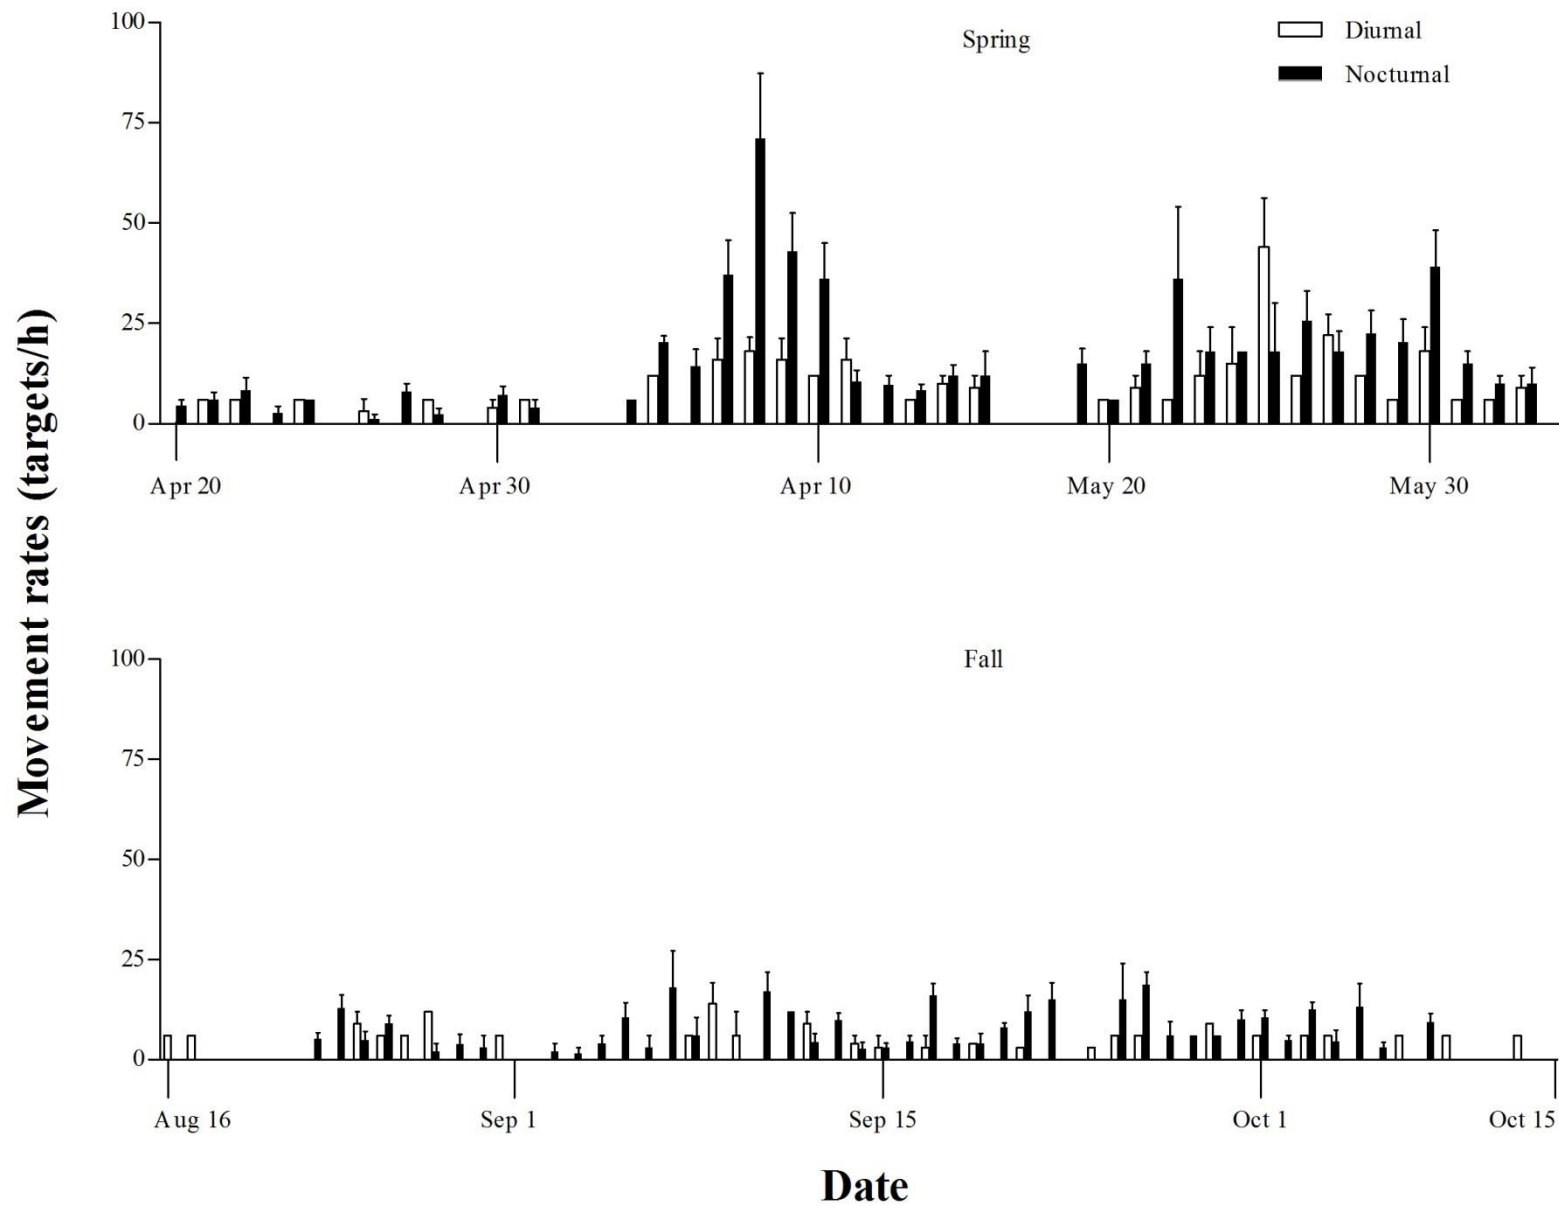 Movement rates (targets/h)
100
75
50
25
0
Spring
Diurnal
Nocturnal
Apr 20
Apr 30
Apr 10
May 20
May 30
100
75
50
25
0
Fall
Aug 16
Sep 1
Sep 15
Oct 1
Oct 15
Date